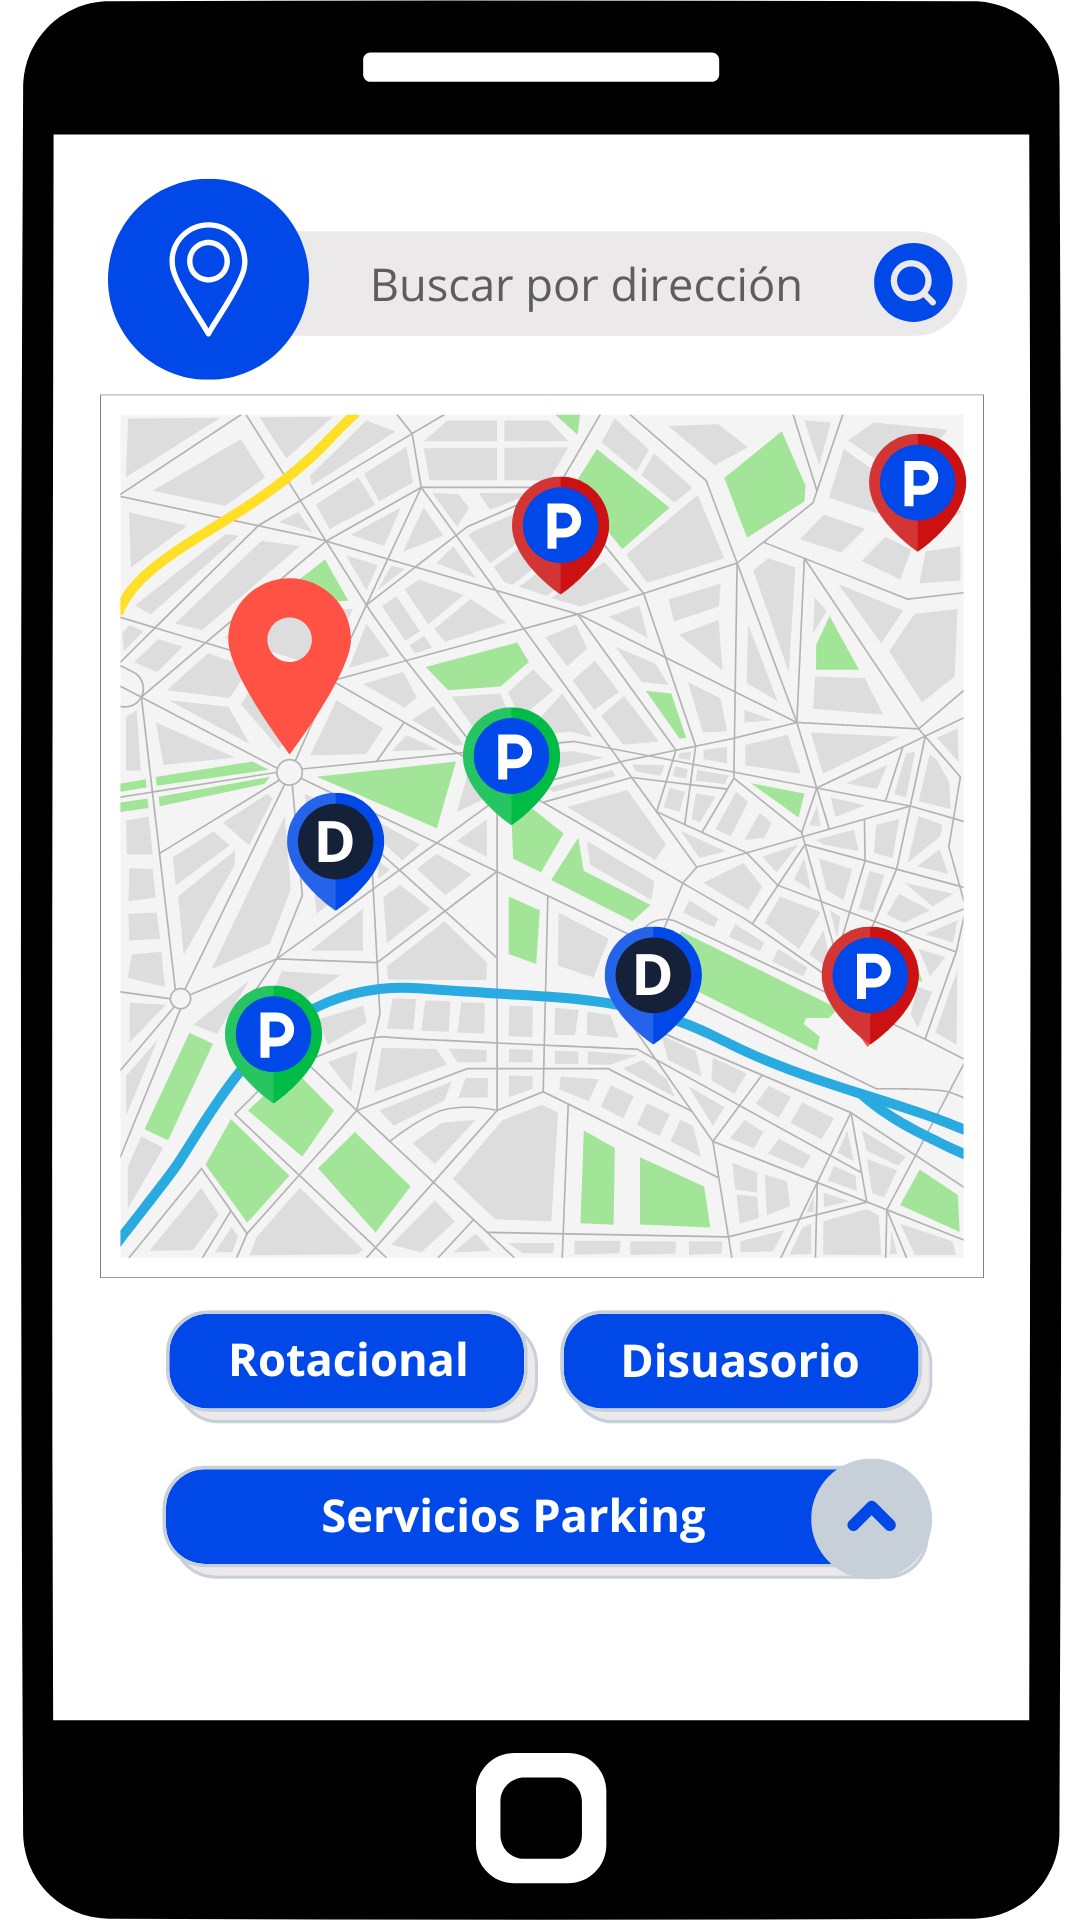 Buscar por dirección
P
P
P
D
D
P
P
Rotacional
Disuasorio
Servicios Parking